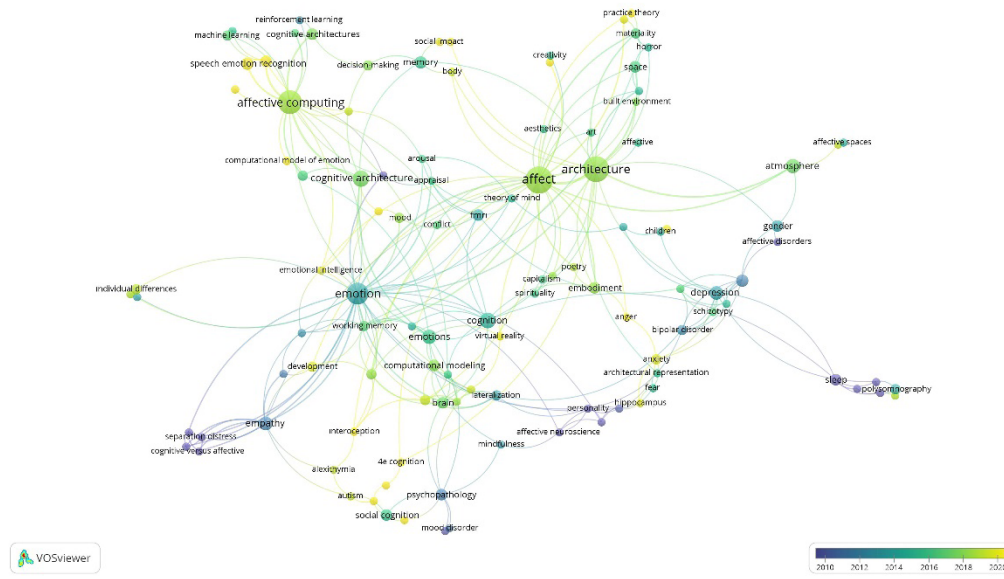 practice theory
reinforcement learning
materiality
machine learning
cognitive architectures
social impact
horror
creativity
memory
speech emotion recognition
decision making
space
body
affective computing
built environment
aesthetics
art
affective
affective spaces
computational model of emotion
arousal
atmosphere
architecture
cognitive architecture
appraisal
affect
theory of mind
mood
fmri
conflict
gender
children
affective disorders
emotional intelligence
poetry
capitalism
individual differences
embodiment
emotion
spirituality
depression
schizotypy
cognition
anger
working memory
bipolar disorder
emotions
virtual reality
anxiety
development
computational modeling
architectural representation
sleep
fear
polysomnography
lateralization
brain
hippocampus
personality
empathy
interoception
affective neuroscience
separation distress
mindfulness
cognitive versus affective
4e cognition
alexithymia
autism
psychopathology
social cognition
mood disorder
VOSviewer
2010 2012 2014 2016 2018